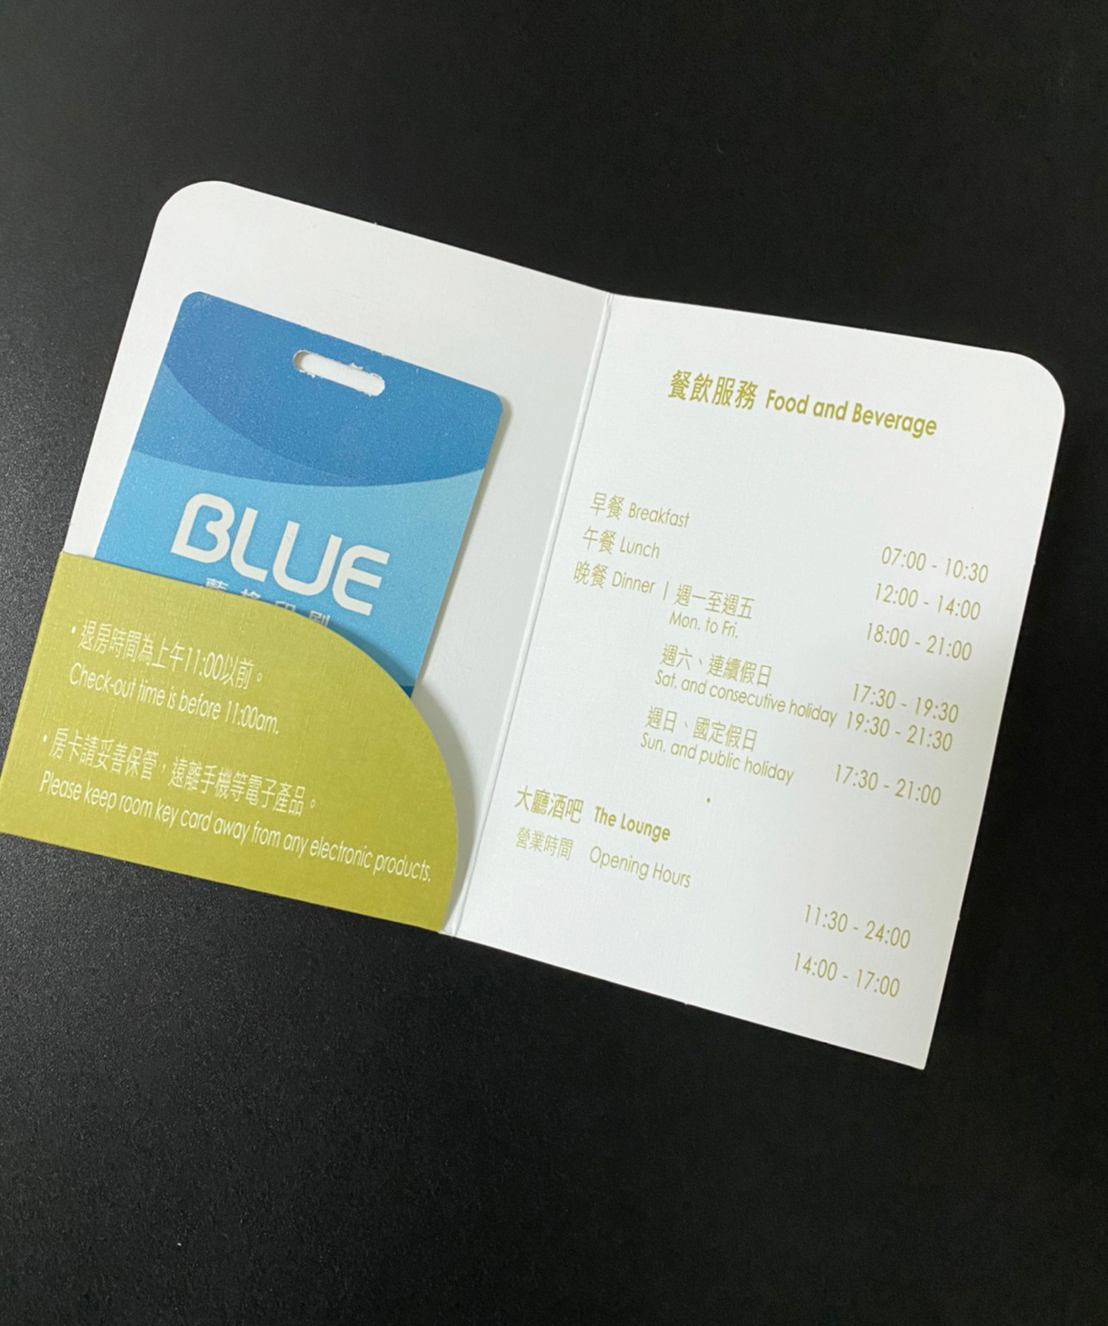 BLUE
藍格印刷
・退房時間為上午11:00以前。
Check-out time is before 11:00am.
・房卡請妥善保管，遠離手機等電子產品。
Please keep room key card away from any electronic products.
餐飲服務 Food and Beverage
早餐 Breakfast 07:00 - 10:30
午餐 Lunch 12:00 - 14:00
晚餐 Dinner | 週一至週五 18:00 - 21:00
Mon. to Fri.
週六、連續假日 17:30 - 19:30
Sat. and consecutive holiday 19:30 - 21:30
週日、國定假日
Sun. and public holiday 17:30 - 21:00
大廳酒吧 The Lounge
營業時間 Opening Hours
11:30 - 24:00
14:00 - 17:00